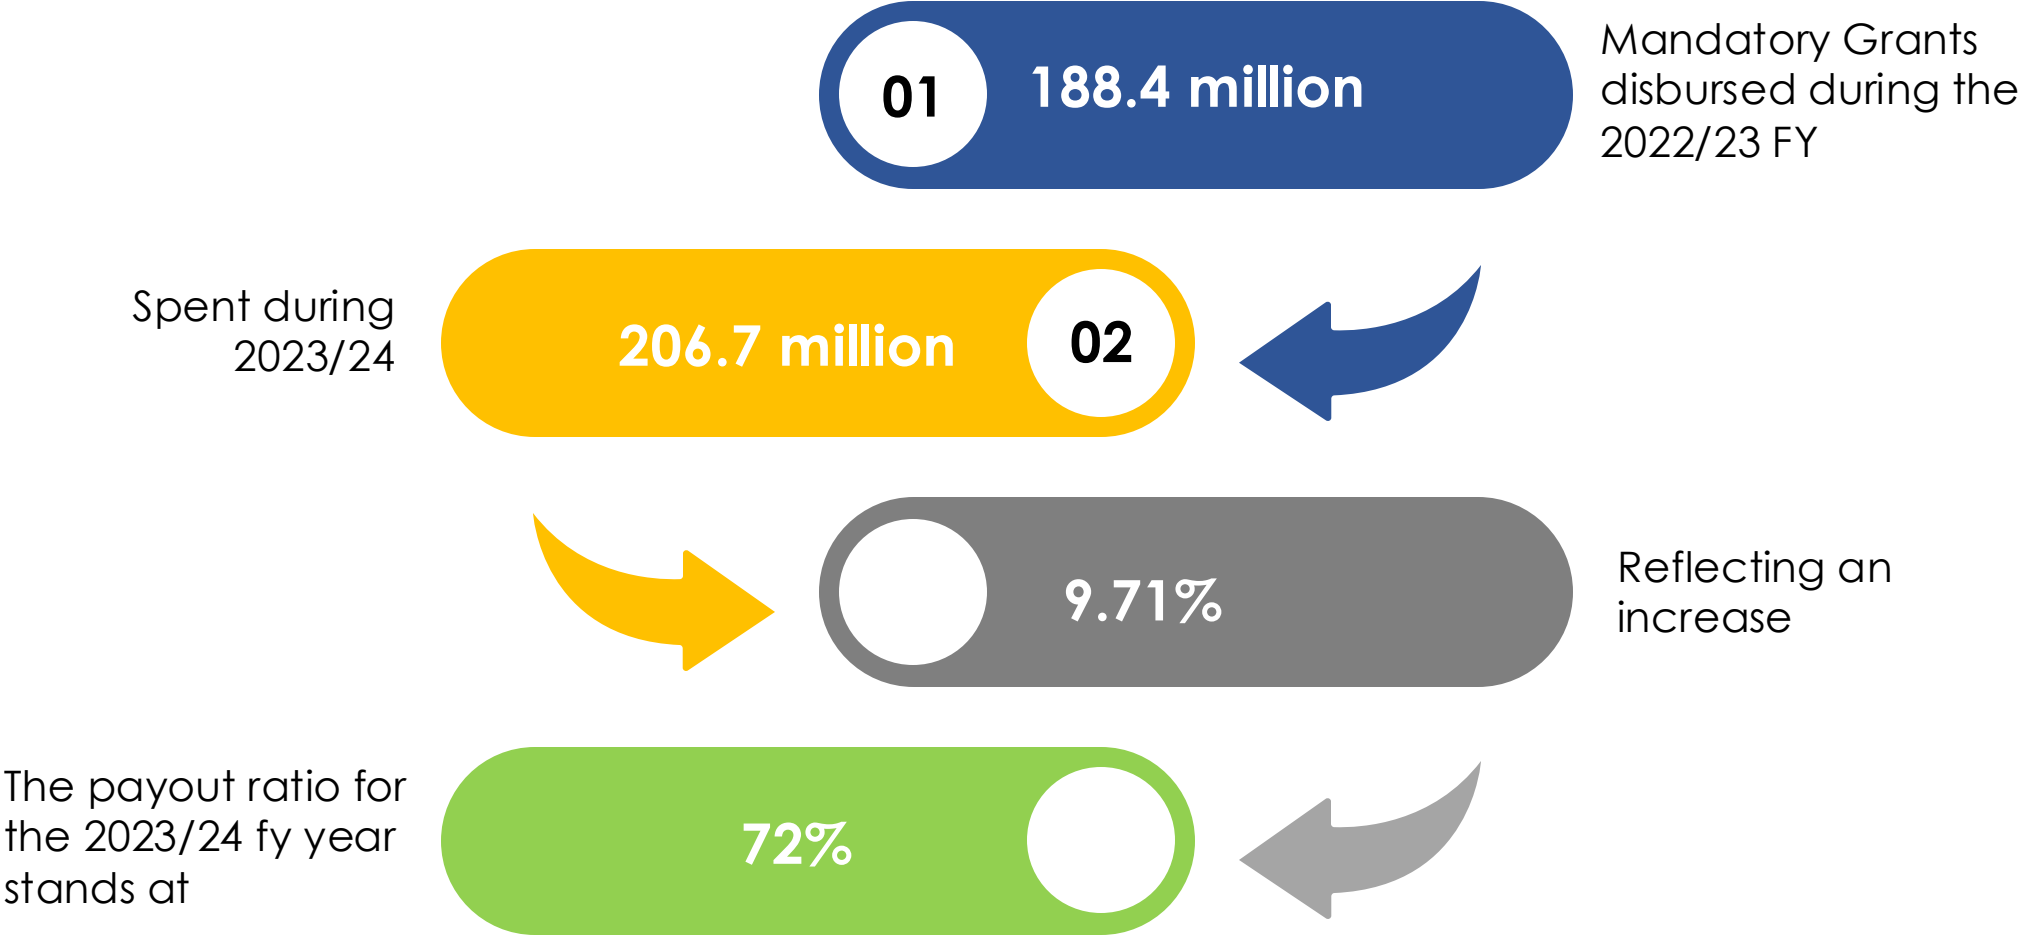 01
188.4 million
Mandatory Grants
disbursed during the
2022/23 FY
Spent during
2023/24
206.7 million
02
9.71%
Reflecting an
increase
The payout ratio for
the 2023/24 fy year
stands at
72%